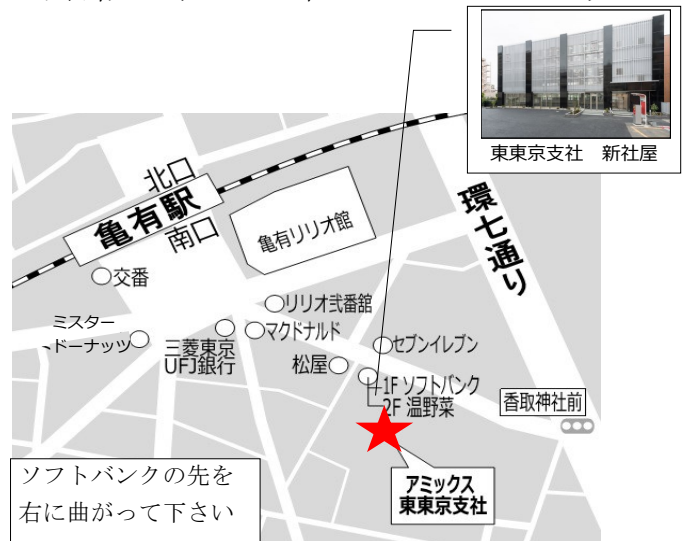 東東京支社 新社屋
北口
亀有駅
南口
亀有リリオ館
環七通り
交番
リリオ弐番館
ミスター
ドーナッツ
三菱東京
UFJ銀行
マクドナルド
セブンイレブン
松屋
1F ソフトバンク
2F 温野菜
香取神社前
アミックス
東東京支社
ソフトバンクの先を
右に曲がって下さい